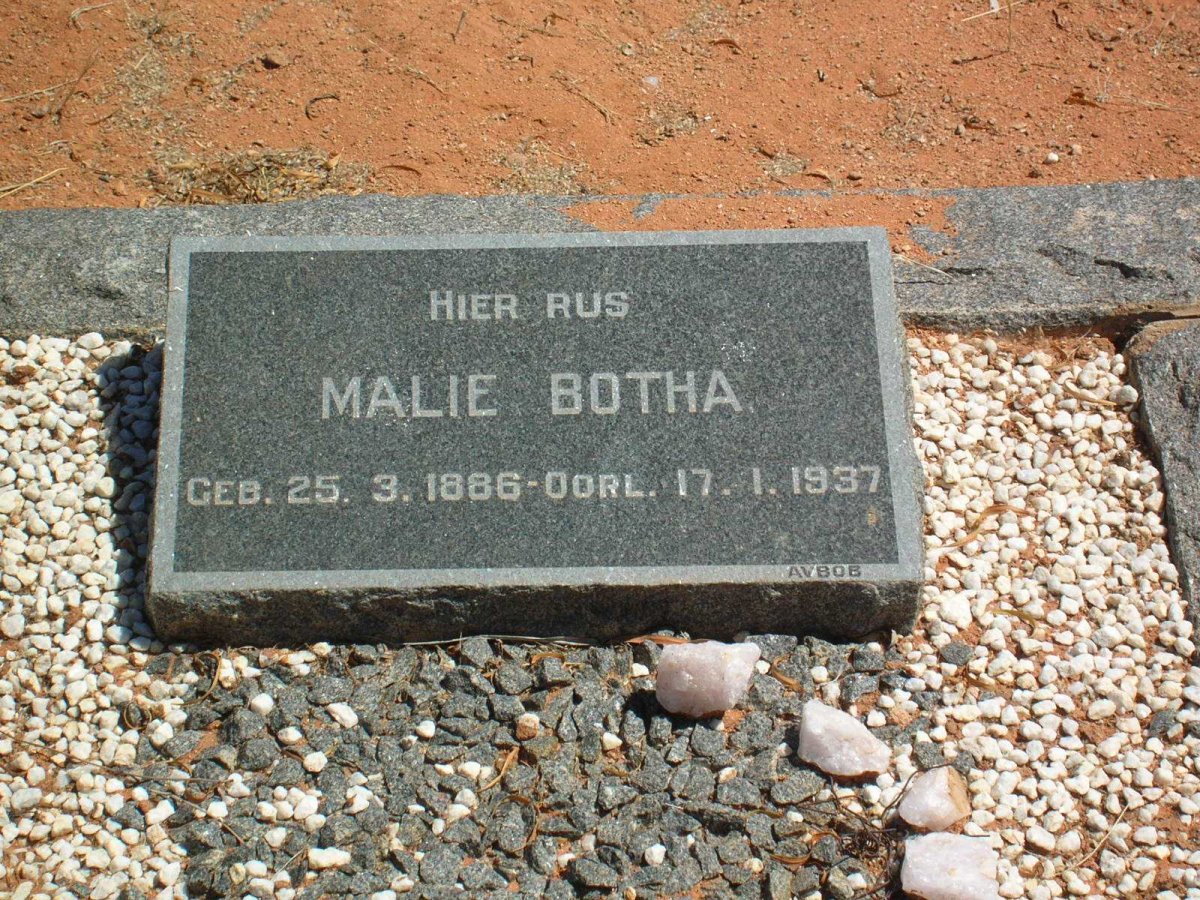 HIER RUS
MALIE BOTHA
GEB. 25. 3. 1886 - OORL. 17. 1. 1937
AVBOB